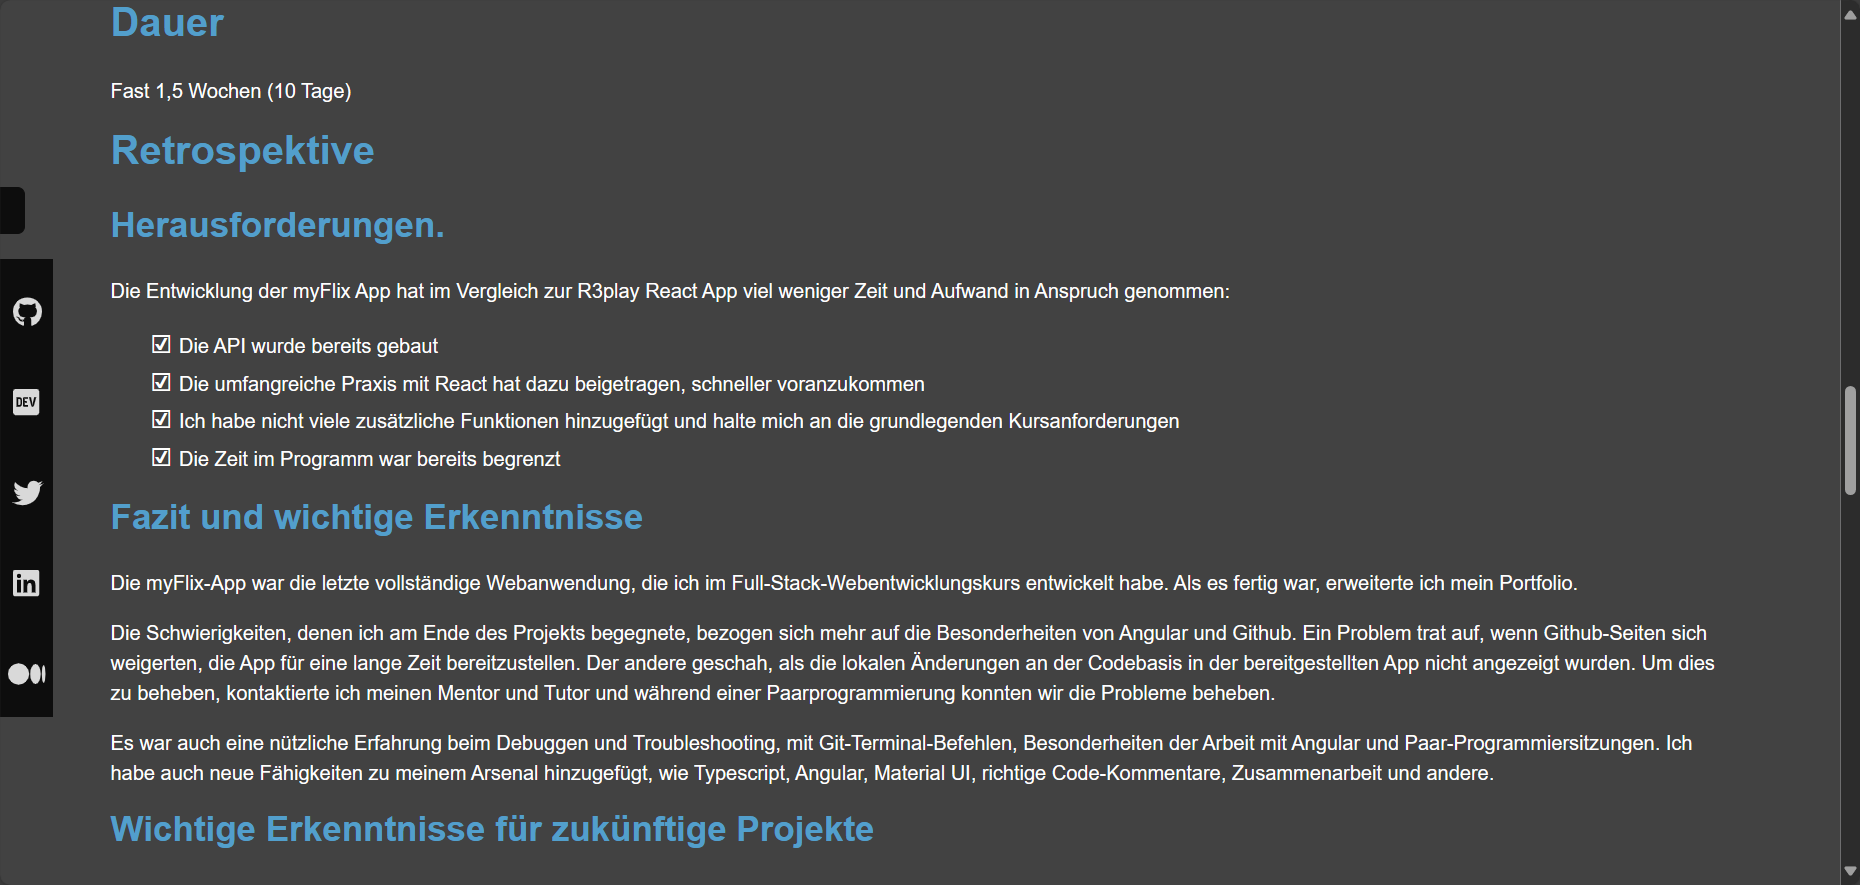 Dauer
Fast 1,5 Wochen (10 Tage)
Retrospektive
Herausforderungen.
Die Entwicklung der myFlix App hat im Vergleich zur R3play React App viel weniger Zeit und Aufwand in Anspruch genommen:
Die API wurde bereits gebaut
Die umfangreiche Praxis mit React hat dazu beigetragen, schneller voranzukommen
Ich habe nicht viele zusätzliche Funktionen hinzugefügt und halte mich an die grundlegenden Kursanforderungen
Die Zeit im Programm war bereits begrenzt
Fazit und wichtige Erkenntnisse
Die myFlix-App war die letzte vollständige Webanwendung, die ich im Full-Stack-Webentwicklungskurs entwickelt habe. Als es fertig war, erweiterte ich mein Portfolio.
Die Schwierigkeiten, denen ich am Ende des Projekts begegnete, bezogen sich mehr auf die Besonderheiten von Angular und Github. Ein Problem trat auf, wenn Github-Seiten sich
weigerten, die App für eine lange Zeit bereitzustellen. Der andere geschah, als die lokalen Änderungen an der Codebasis in der bereitgestellten App nicht angezeigt wurden. Um dies
zu beheben, kontaktierte ich meinen Mentor und Tutor und während einer Paarprogrammierung konnten wir die Probleme beheben.
Es war auch eine nützliche Erfahrung beim Debuggen und Troubleshooting, mit Git-Terminal-Befehlen, Besonderheiten der Arbeit mit Angular und Paar-Programmiersitzungen. Ich
habe auch neue Fähigkeiten zu meinem Arsenal hinzugefügt, wie Typescript, Angular, Material UI, richtige Code-Kommentare, Zusammenarbeit und andere.
Wichtige Erkenntnisse für zukünftige Projekte
DEV
in